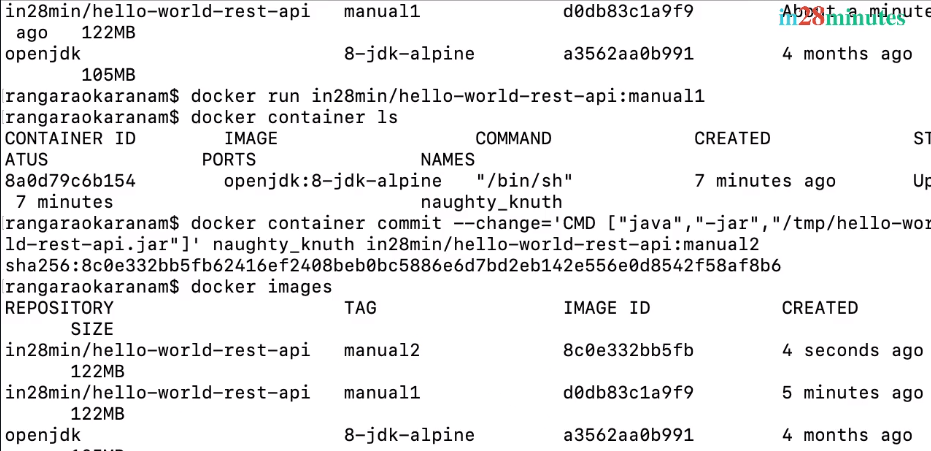 in28min/hello-world-rest-api   manual1             d0db83c1a9f9        About a minute
 ago   122MB
in28minutes
openjdk                        8-jdk-alpine        a3562aa0b991        4 months ago
       105MB
rangaraokaranam$ docker run in28min/hello-world-rest-api:manual1
rangaraokaranam$ docker container ls
CONTAINER ID        IMAGE                  COMMAND             CREATED             ST
ATUS              PORTS               NAMES
8a0d79c6b154        openjdk:8-jdk-alpine   "/bin/sh"           7 minutes ago       Up
 7 minutes                            naughty_knuth
rangaraokaranam$ docker container commit --change='CMD ["java","-jar","/tmp/hello-wor
ld-rest-api.jar"]' naughty_knuth in28min/hello-world-rest-api:manual2
sha256:8c0e332bb5fb62416ef2408beb0bc5886e6d7bd2eb142e556e0d8542f58af8b6
rangaraokaranam$ docker images
REPOSITORY                     TAG                 IMAGE ID            CREATED
      SIZE
in28min/hello-world-rest-api   manual2             8c0e332bb5fb        4 seconds ago
      122MB
in28min/hello-world-rest-api   manual1             d0db83c1a9f9        5 minutes ago
      122MB
openjdk                        8-jdk-alpine        a3562aa0b991        4 months ago